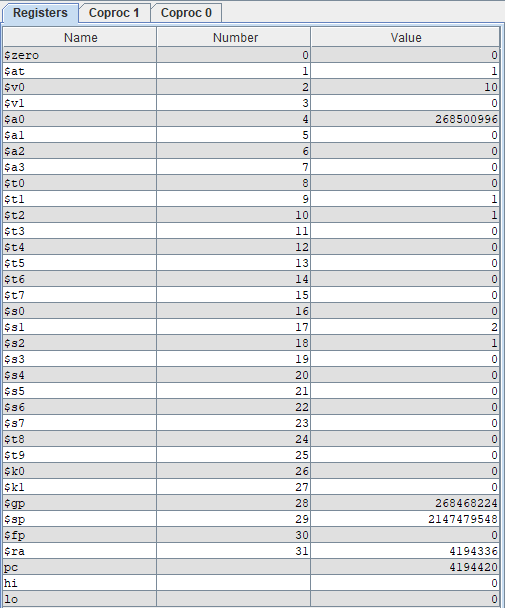 Registers Coproc 1 Coproc 0
Name Number Value
$zero 0 0
$at 1 1
$v0 2 10
$v1 3 0
$a0 4 268500996
$a1 5 0
$a2 6 0
$a3 7 0
$t0 8 0
$t1 9 1
$t2 10 1
$t3 11 0
$t4 12 0
$t5 13 0
$t6 14 0
$t7 15 0
$s0 16 0
$s1 17 2
$s2 18 1
$s3 19 0
$s4 20 0
$s5 21 0
$s6 22 0
$s7 23 0
$t8 24 0
$t9 25 0
$k0 26 0
$k1 27 0
$gp 28 268468224
$sp 29 2147479548
$fp 30 0
$ra 31 4194336
pc 4194420
hi 0
lo 0